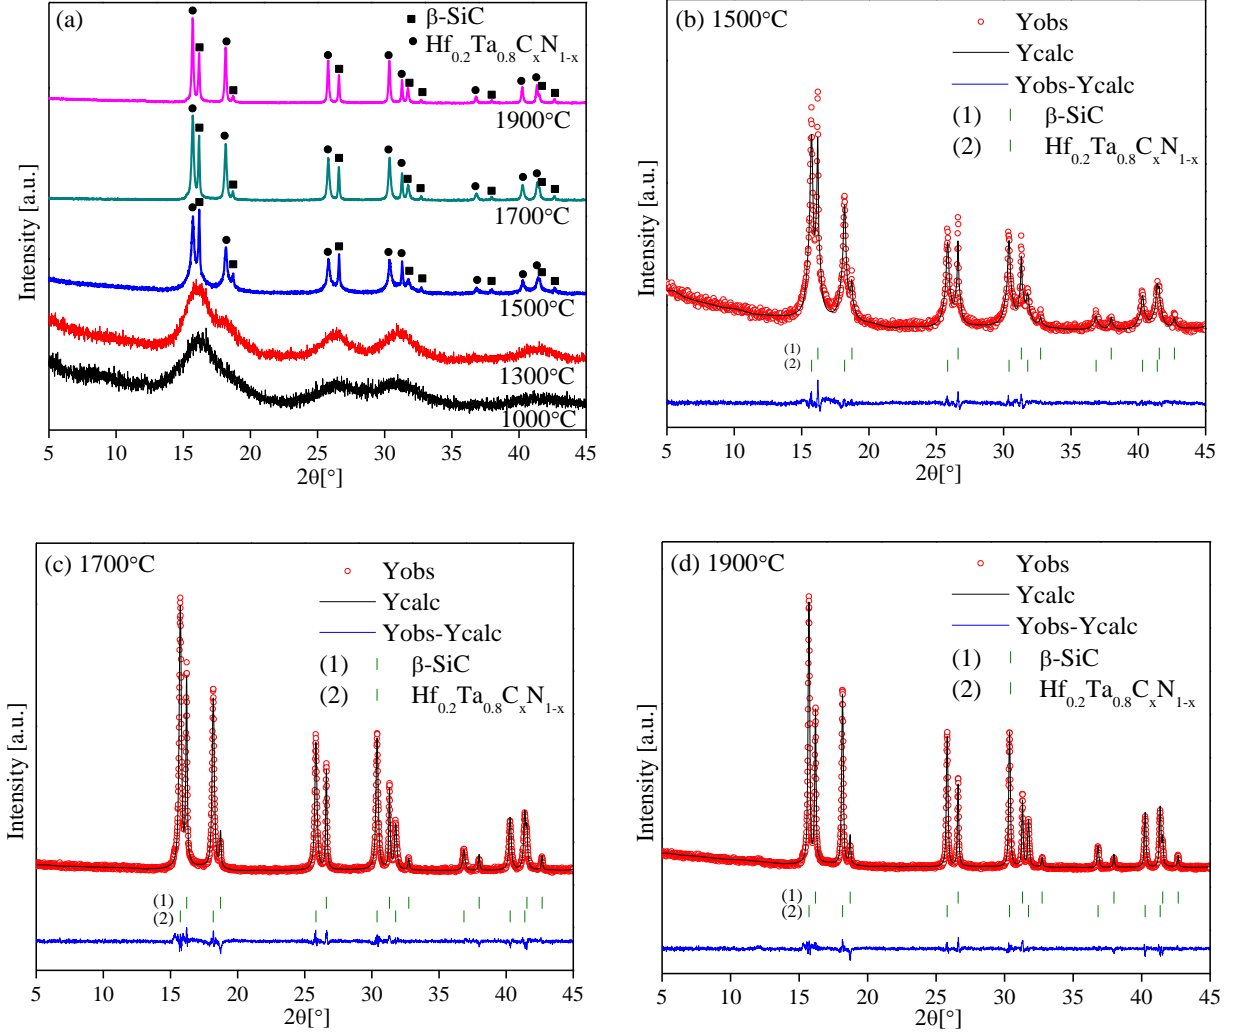 (a)
β-SiC
Hf0.2Ta0.8CxN1-x
1900°C
1700°C
1500°C
1300°C
1000°C
Intensity [a.u.]
5 10 15 20 25 30 35 40 45
2θ[°]
(b) 1500°C
Yobs
Ycalc
Yobs-Ycalc
(1) β-SiC
(2) Hf0.2Ta0.8CxN1-x
(1)
(2)
Intensity [a.u.]
5 10 15 20 25 30 35 40 45
2θ[°]
(c) 1700°C
Yobs
Ycalc
Yobs-Ycalc
(1) β-SiC
(2) Hf0.2Ta0.8CxN1-x
(1)
(2)
Intensity [a.u.]
5 10 15 20 25 30 35 40 45
2θ[°]
(d) 1900°C
Yobs
Ycalc
Yobs-Ycalc
(1) β-SiC
(2) Hf0.2Ta0.8CxN1-x
(1)
(2)
Intensity [a.u.]
5 10 15 20 25 30 35 40 45
2θ[°]